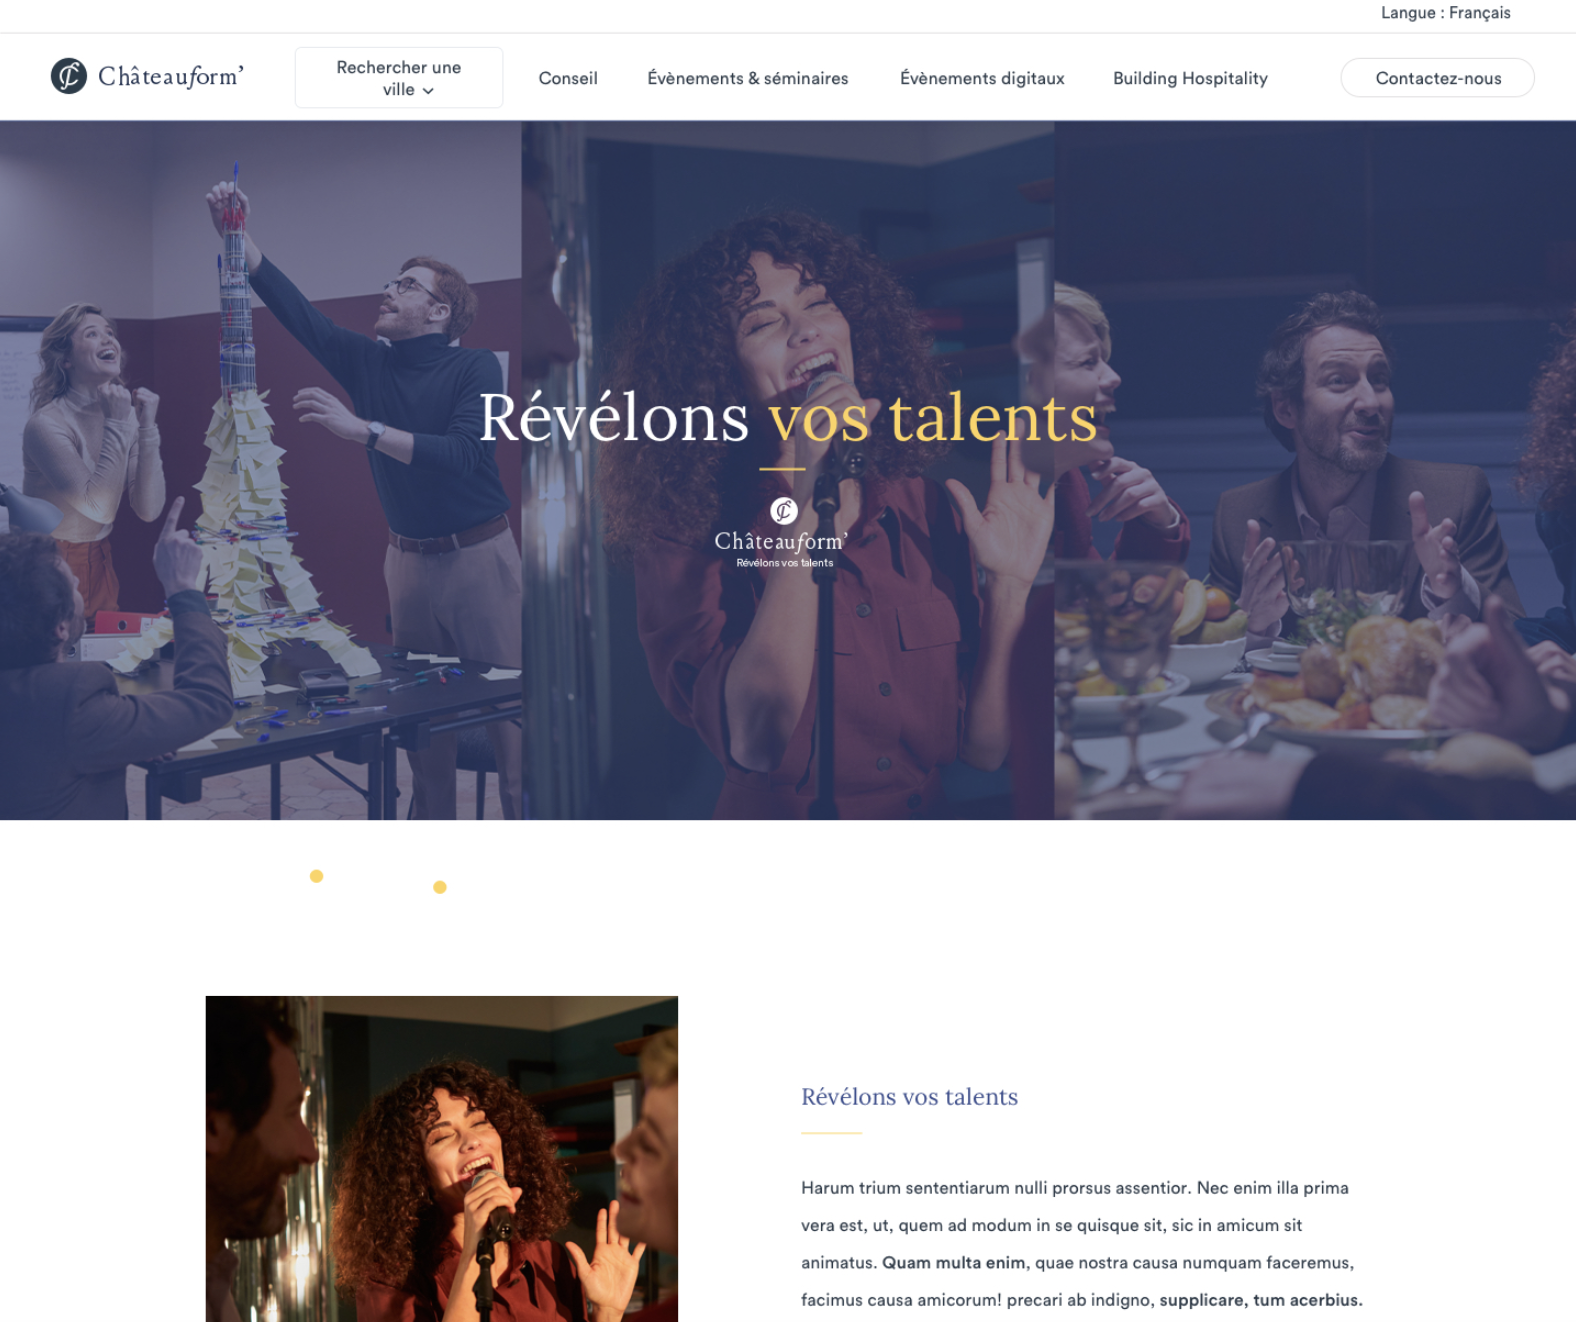 Langue : Français
Châteauform’
Rechercher une
ville
Conseil
Évènements & séminaires
Évènements digitaux
Building Hospitality
Contactez-nous
Révélons vos talents
Châteauform’
Révélons vos talents
Révélons vos talents
Harum trium sententiarum nulli prorsus assentior. Nec enim illa prima
vera est, ut, quem ad modum in se quisque sit, sic in amicum sit
animatus. Quam multa enim, quae nostra causa numquam faceremus,
facimus causa amicorum! precari ab indigno, supplicare, tum acerbius.